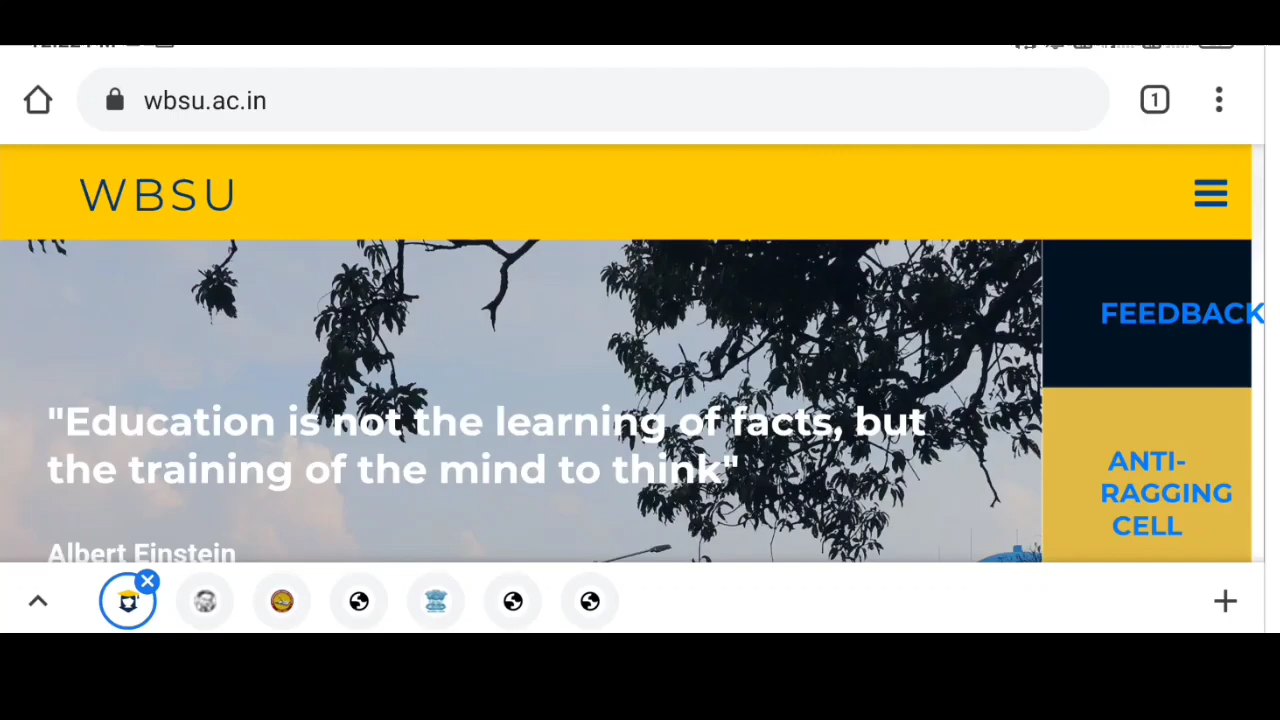 wbsu.ac.in
1
WBSU
FEEDBACK
"Education is not the learning of facts, but
the training of the mind to think"
Albert Einstein
ANTI-
RAGGING
CELL